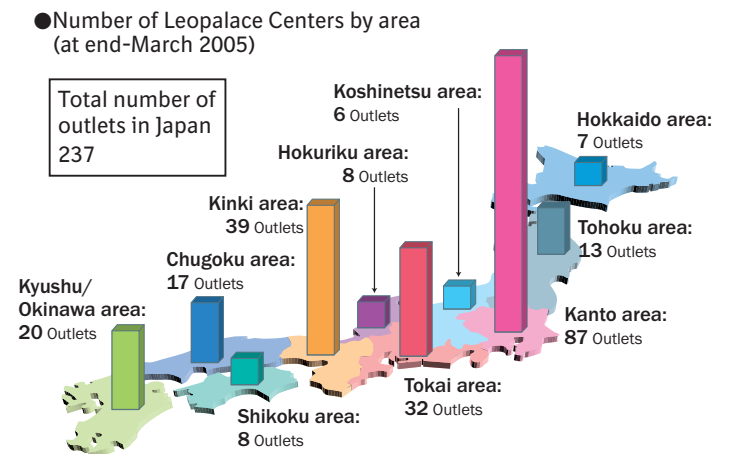 ●Number of Leopalace Centers by area
(at end-March 2005)
Total number of
outlets in Japan
237
Koshinetsu area:
6 Outlets
Hokkaido area:
7 Outlets
Hokuriku area:
8 Outlets
Kinki area:
39 Outlets
Tohoku area:
13 Outlets
Chugoku area:
17 Outlets
Kyushu/
Okinawa area:
20 Outlets
Kanto area:
87 Outlets
Tokai area:
32 Outlets
Shikoku area:
8 Outlets